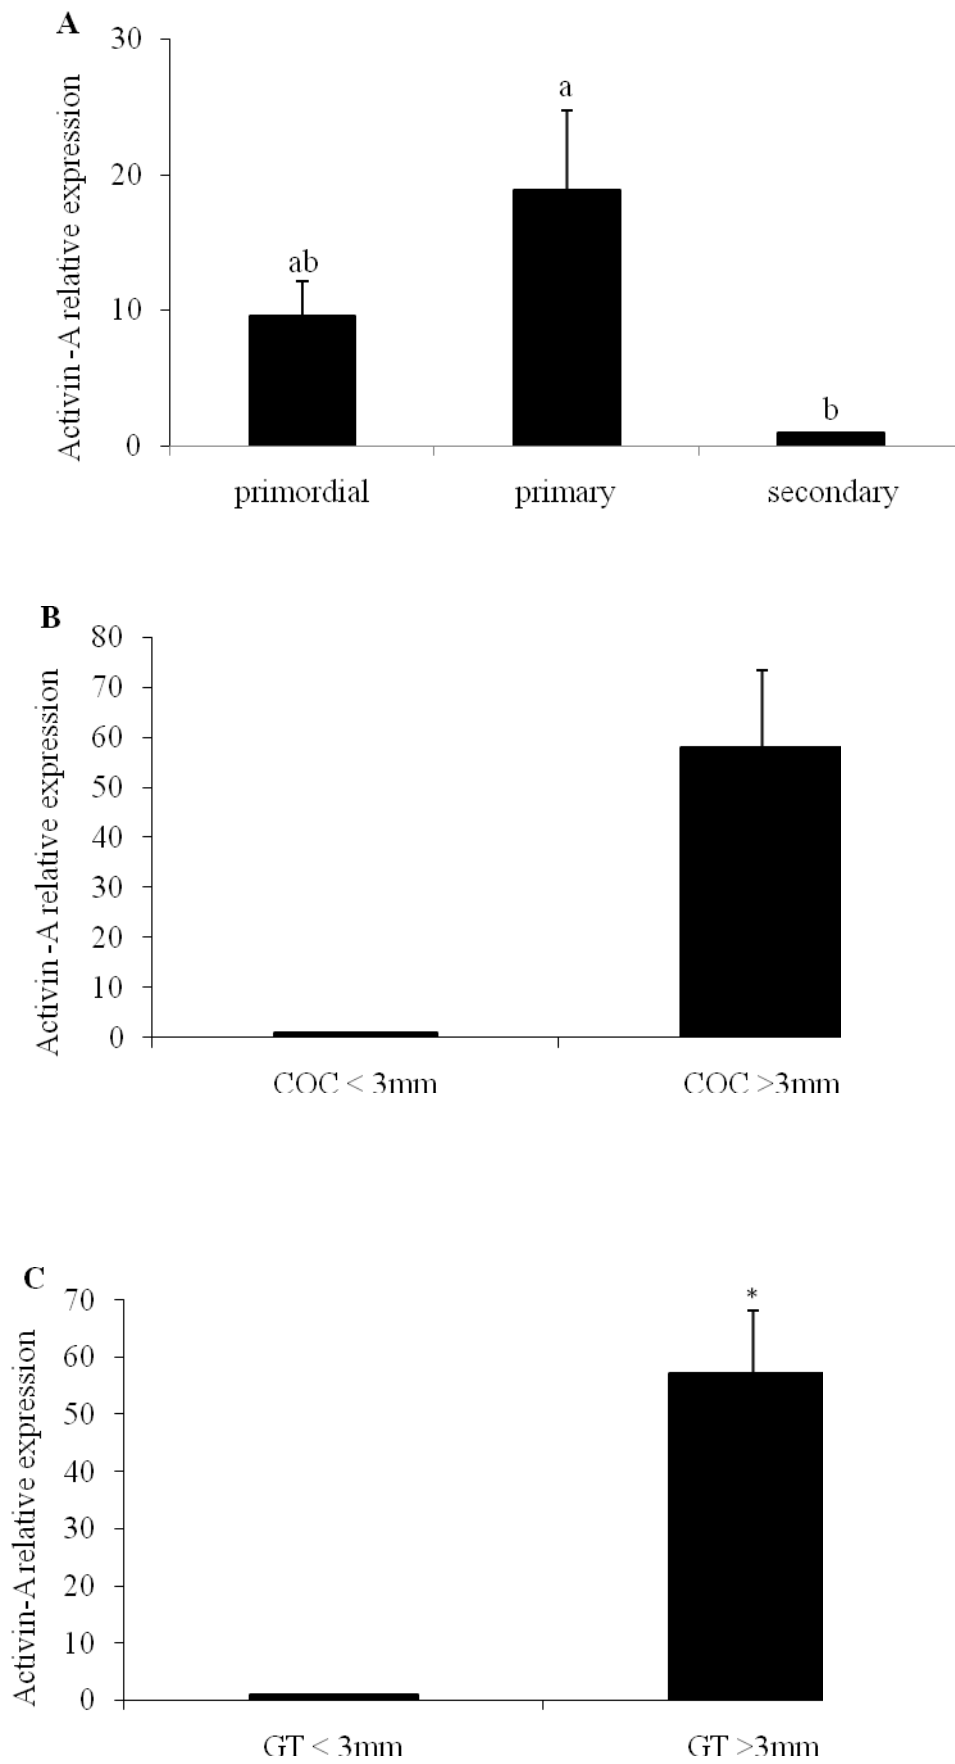 A
Activin-A relative expression
30
20
10
0
a
ab
b
primordial primary secondary
B
Activin-A relative expression
80
70
60
50
40
30
20
10
0
COC < 3mm COC >3mm
C
Activin-A relative expression
70
60
50
40
30
20
10
0
*
GT < 3mm GT >3mm